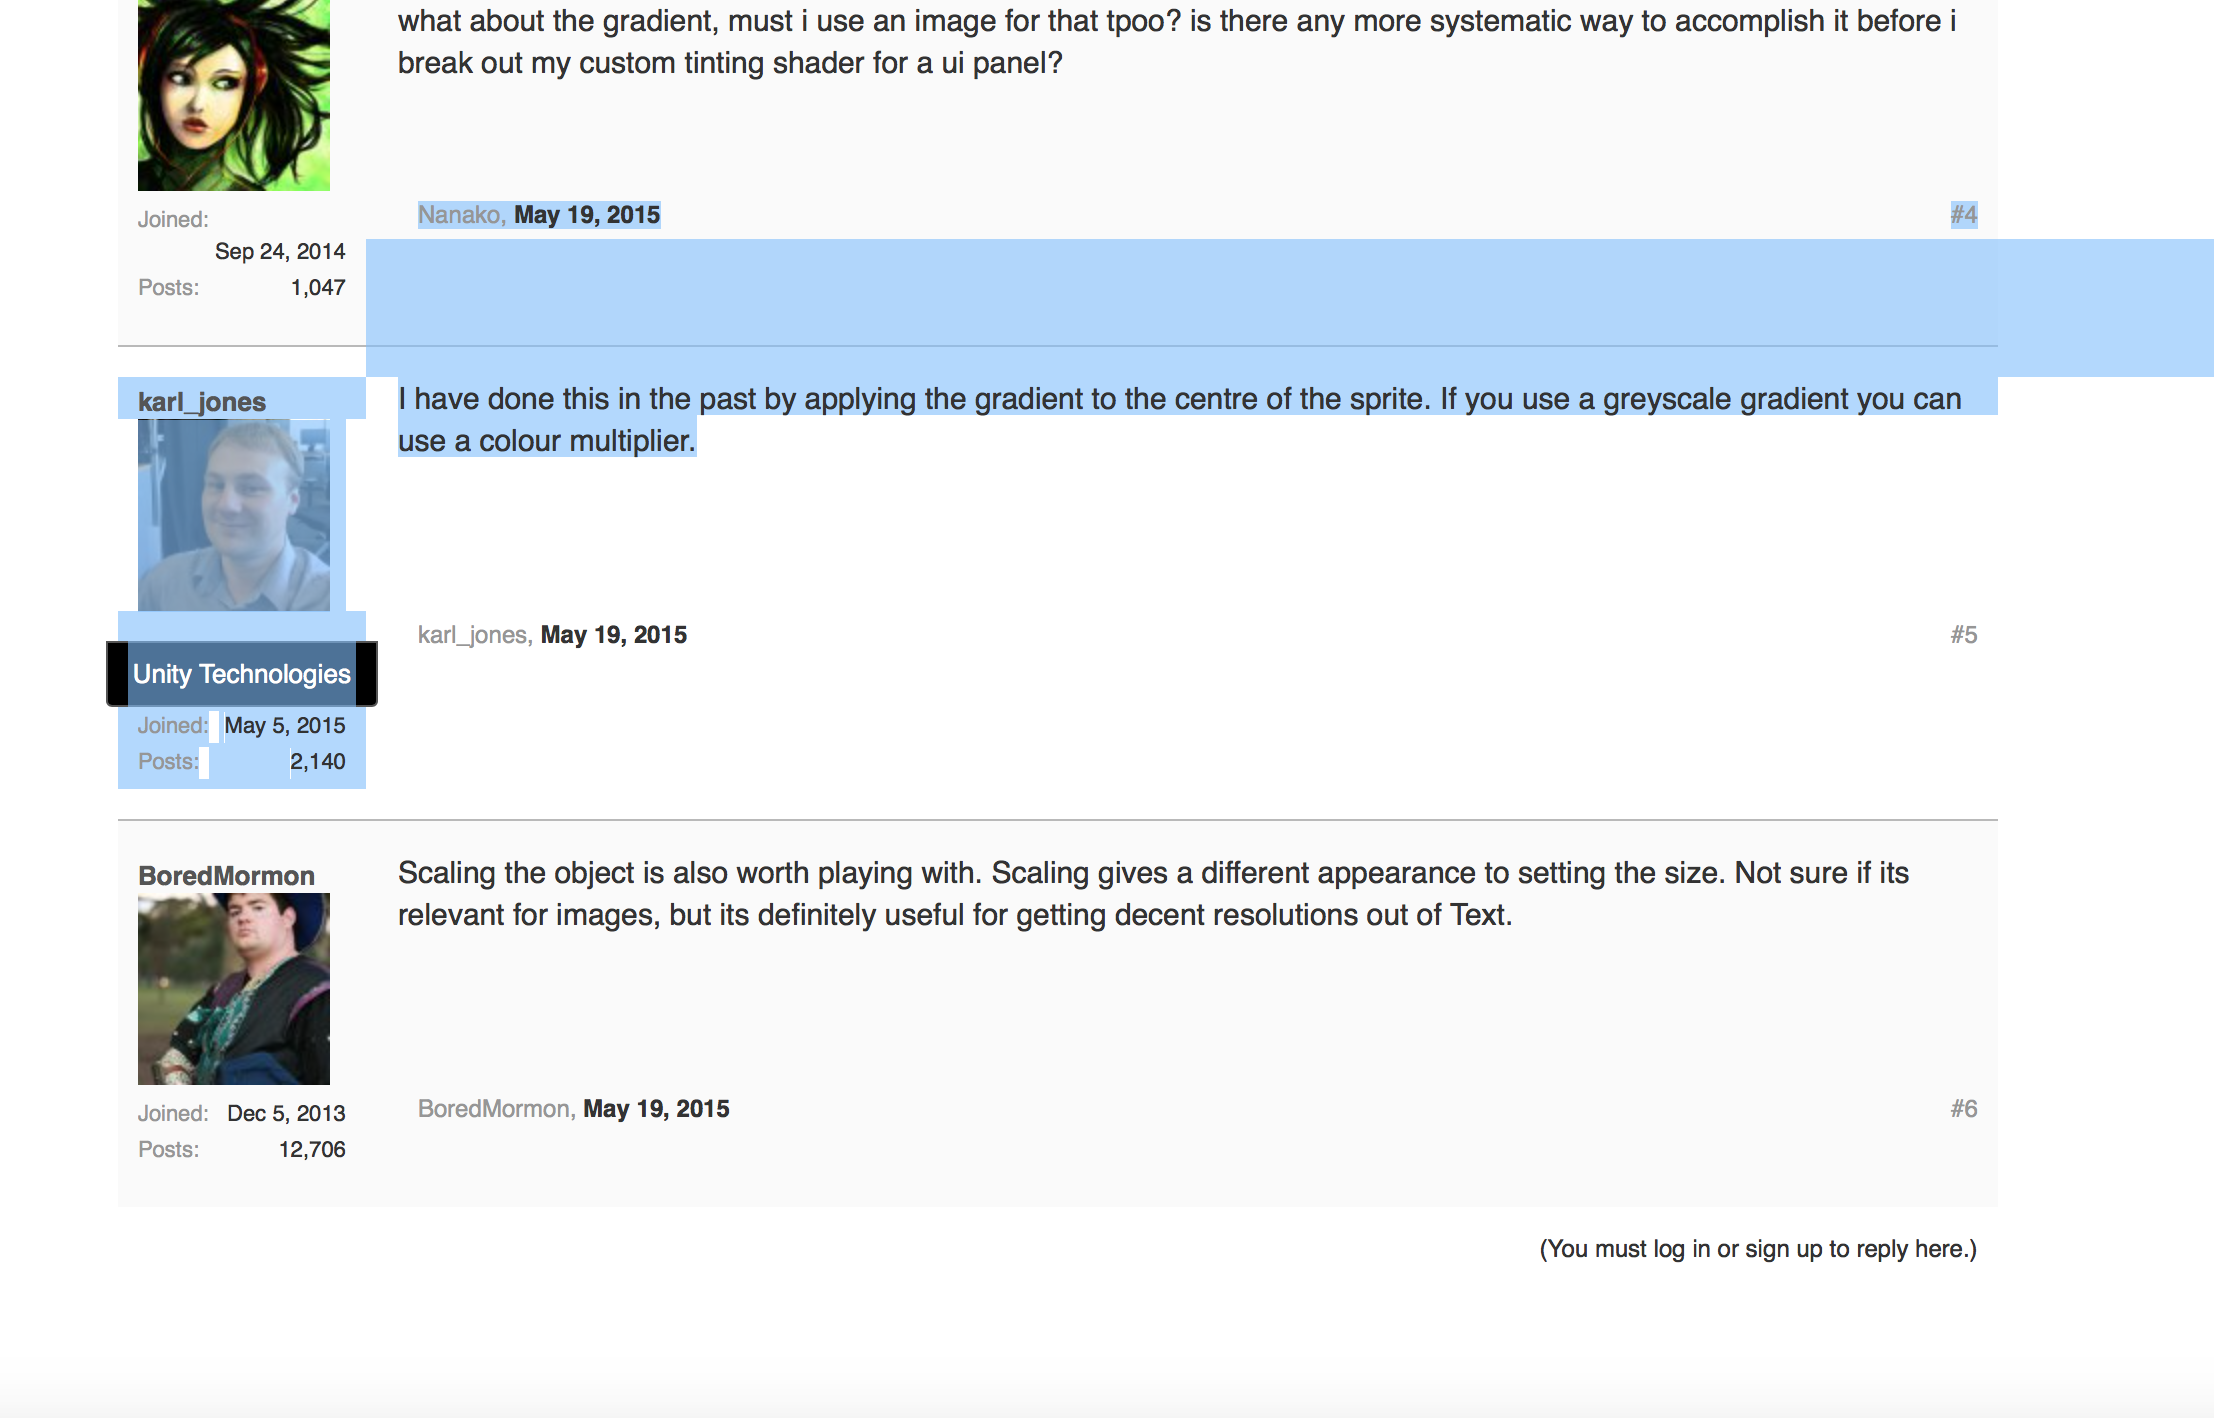 what about the gradient, must i use an image for that tpoo? is there any more systematic way to accomplish it before i
break out my custom tinting shader for a ui panel?
Joined:
Sep 24, 2014
Posts: 1,047
Nanako, May 19, 2015 #4
karl_jones
I have done this in the past by applying the gradient to the centre of the sprite. If you use a greyscale gradient you can
use a colour multiplier.
Unity Technologies
Joined: May 5, 2015
Posts: 2,140
karl_jones, May 19, 2015 #5
BoredMormon
Scaling the object is also worth playing with. Scaling gives a different appearance to setting the size. Not sure if its
relevant for images, but its definitely useful for getting decent resolutions out of Text.
Joined: Dec 5, 2013
Posts: 12,706
BoredMormon, May 19, 2015 #6
(You must log in or sign up to reply here.)